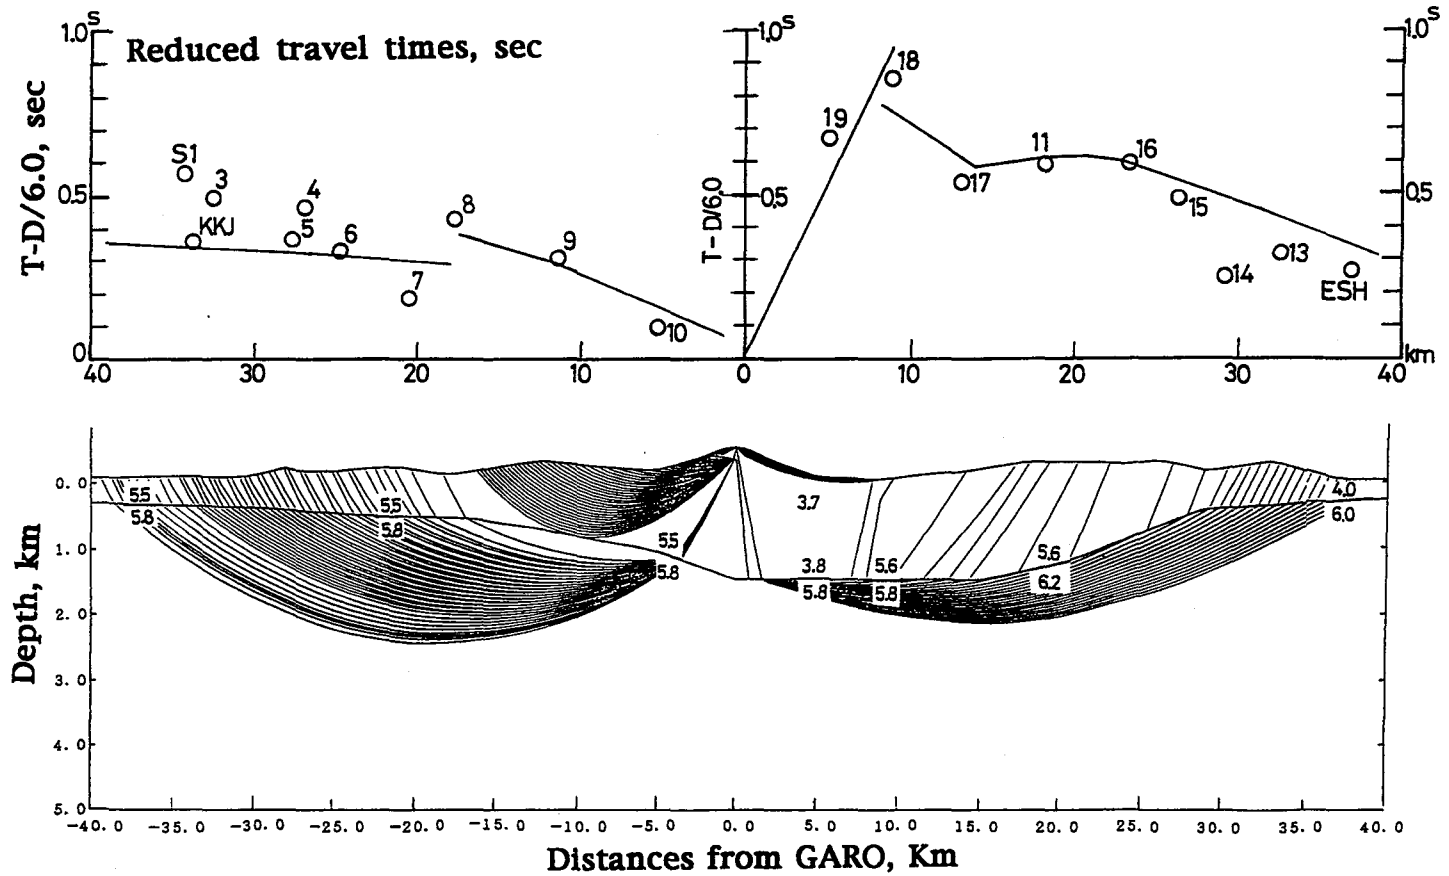 Reduced travel times, sec
T-D/6.0, sec
1.0 s
0.5
0
S1
3
KKJ
4
5
6
7
8
9
10
40 30 20 10
T-D/6.0
1.0 s
0.5
19
18
17
11
16
15
14
13
ESH
1.0 s
0.5
km
0 10 20 30 40
Depth, km
0.0
1.0
2.0
3.0
4.0
5.0
5.5
5.8
5.5
5.8
5.5
5.8
3.7
3.8
5.8
5.6
5.8
5.6
6.2
4.0
6.0
-40.0 -35.0 -30.0 -25.0 -20.0 -15.0 -10.0 -5.0 0.0 5.0 10.0 15.0 20.0 25.0 30.0 35.0 40.0
Distances from GARO, Km